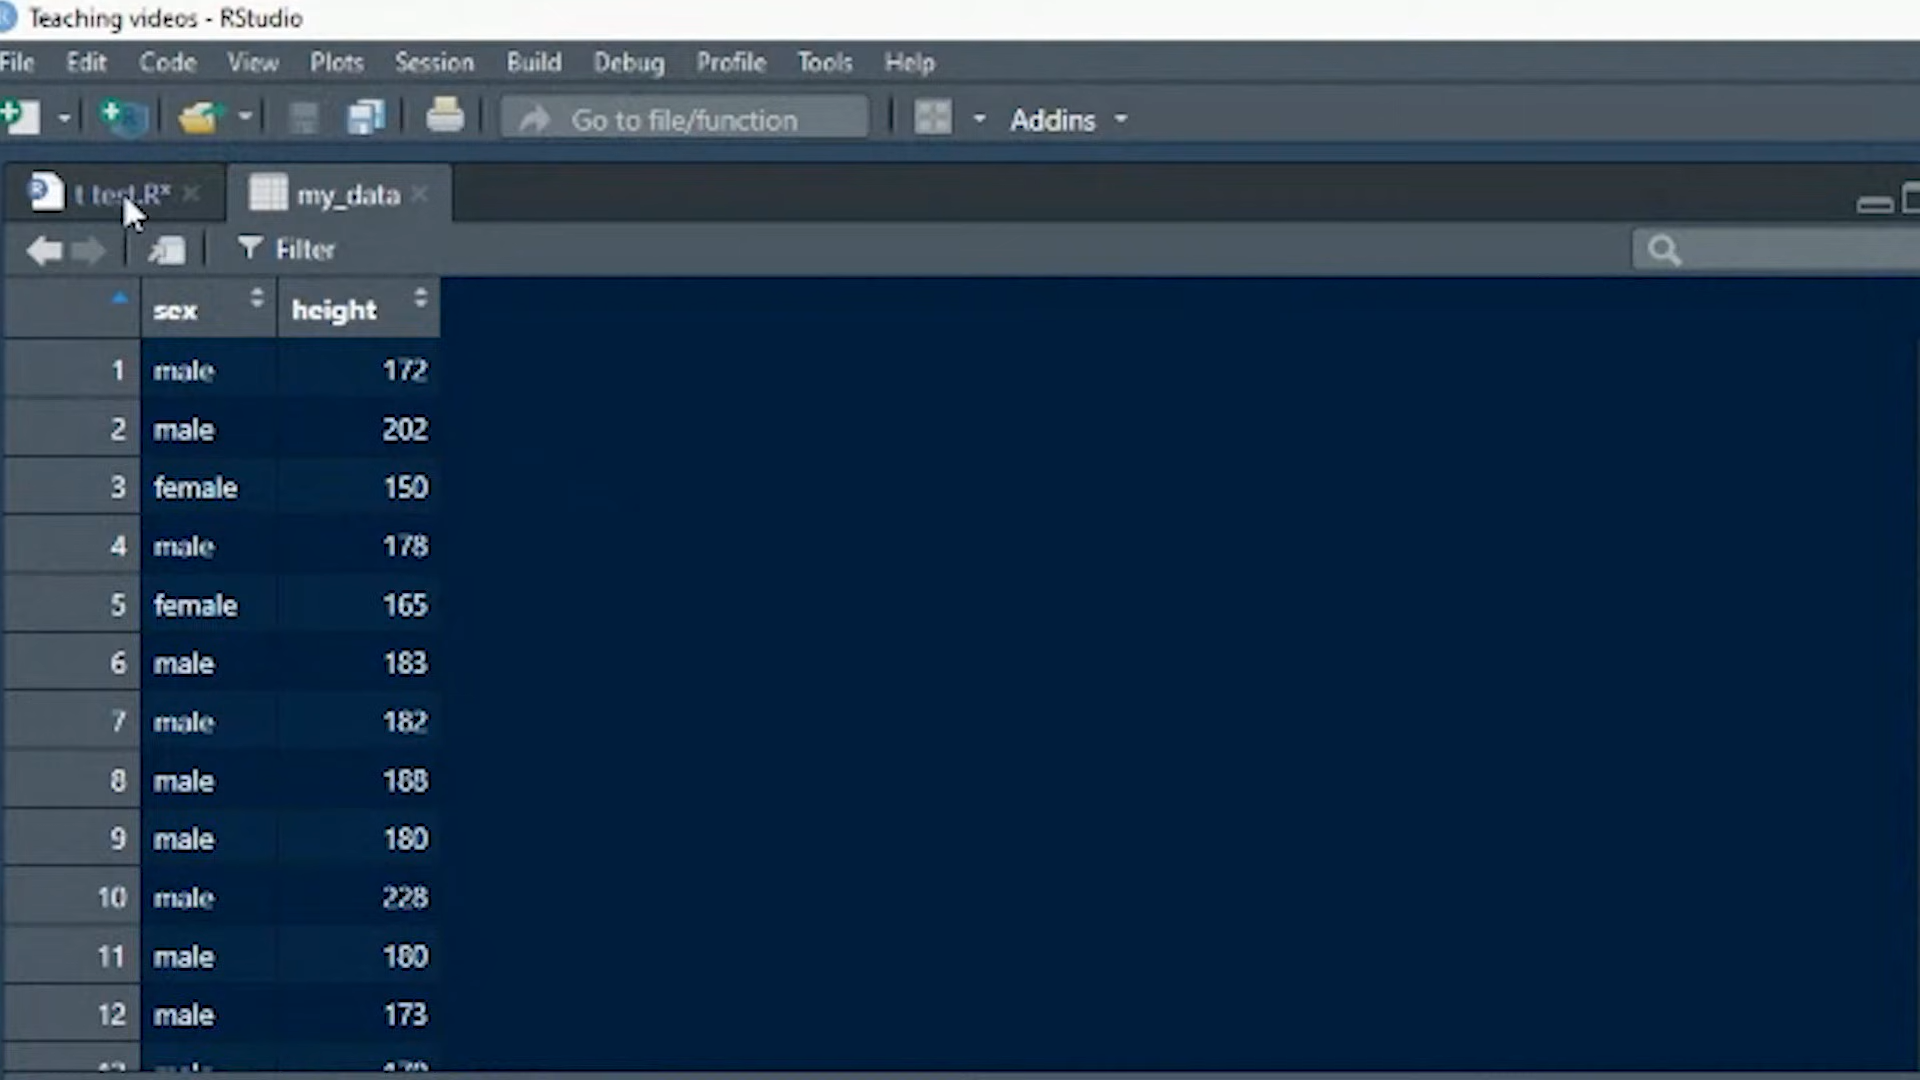 Teaching videos - RStudio
File Edit Code View Plots Session Build Debug Profile Tools Help
Go to file/function Addins
t test.R* my_data
Filter
sex height
1 male 172
2 male 202
3 female 150
4 male 178
5 female 165
6 male 183
7 male 182
8 male 188
9 male 180
10 male 228
11 male 180
12 male 173